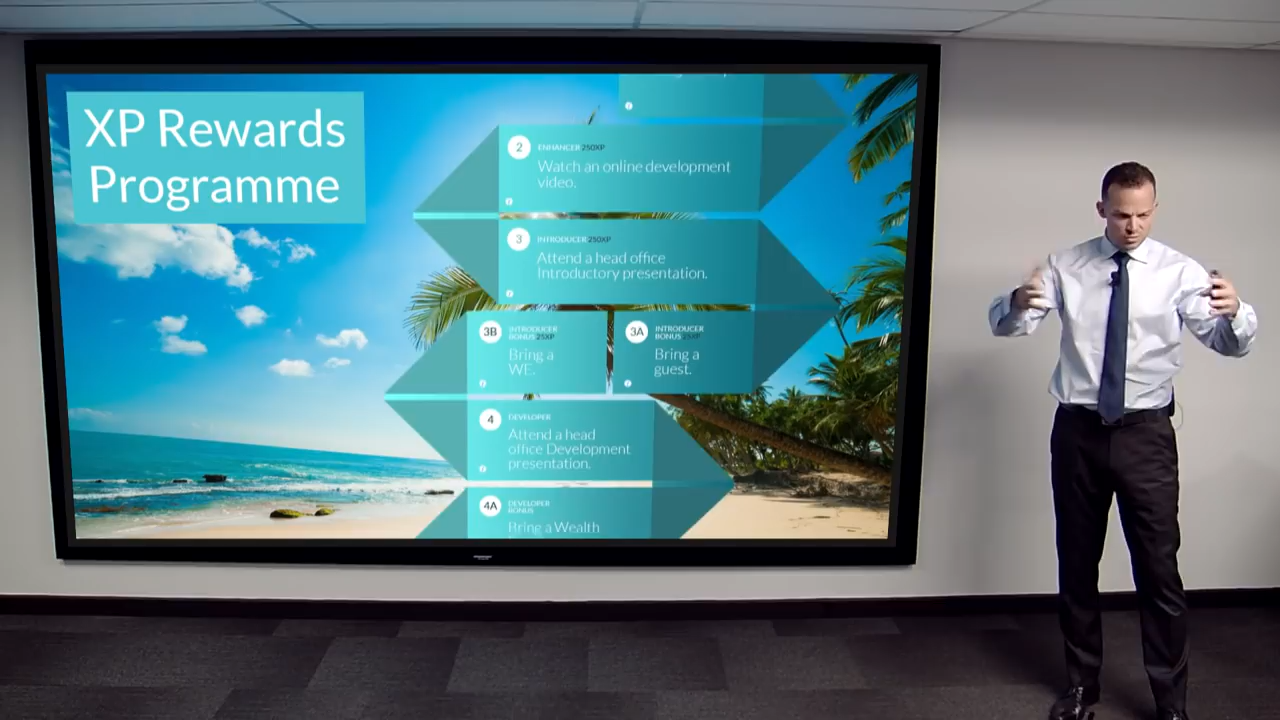 XP Rewards
Programme
2
ENHANCER 250XP
Watch an online development
video.
3
INTRODUCER 250XP
Attend a head office
Introductory presentation.
3B
INTRODUCER
BONUS 25XP
Bring a
WE.
3A
INTRODUCER
BONUS 25XP
Bring a
guest.
4
DEVELOPER
Attend a head
office Development
presentation.
4A
DEVELOPER
BONUS
Bring a Wealth